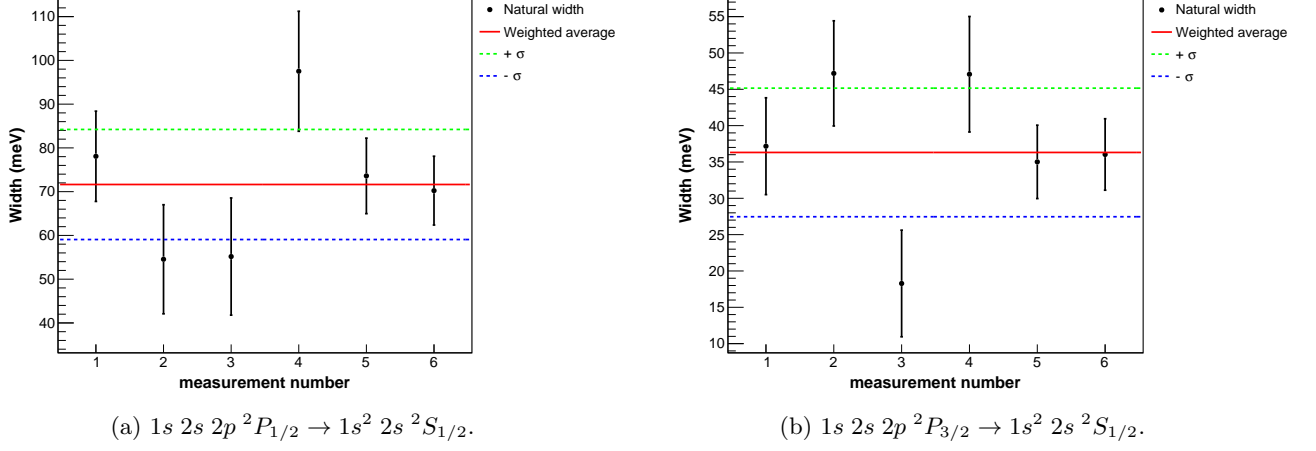 110
100
90
80
70
60
50
40
Width (meV)
1
2
3
4
5
6
measurement number
Natural width
Weighted average
+ σ
- σ
(a) 1s 2s 2p ²P₁/₂ → 1s² 2s ²S₁/₂.
55
50
45
40
35
30
25
20
15
10
Width (meV)
1
2
3
4
5
6
measurement number
Natural width
Weighted average
+ σ
- σ
(b) 1s 2s 2p ²P₃/₂ → 1s² 2s ²S₁/₂.